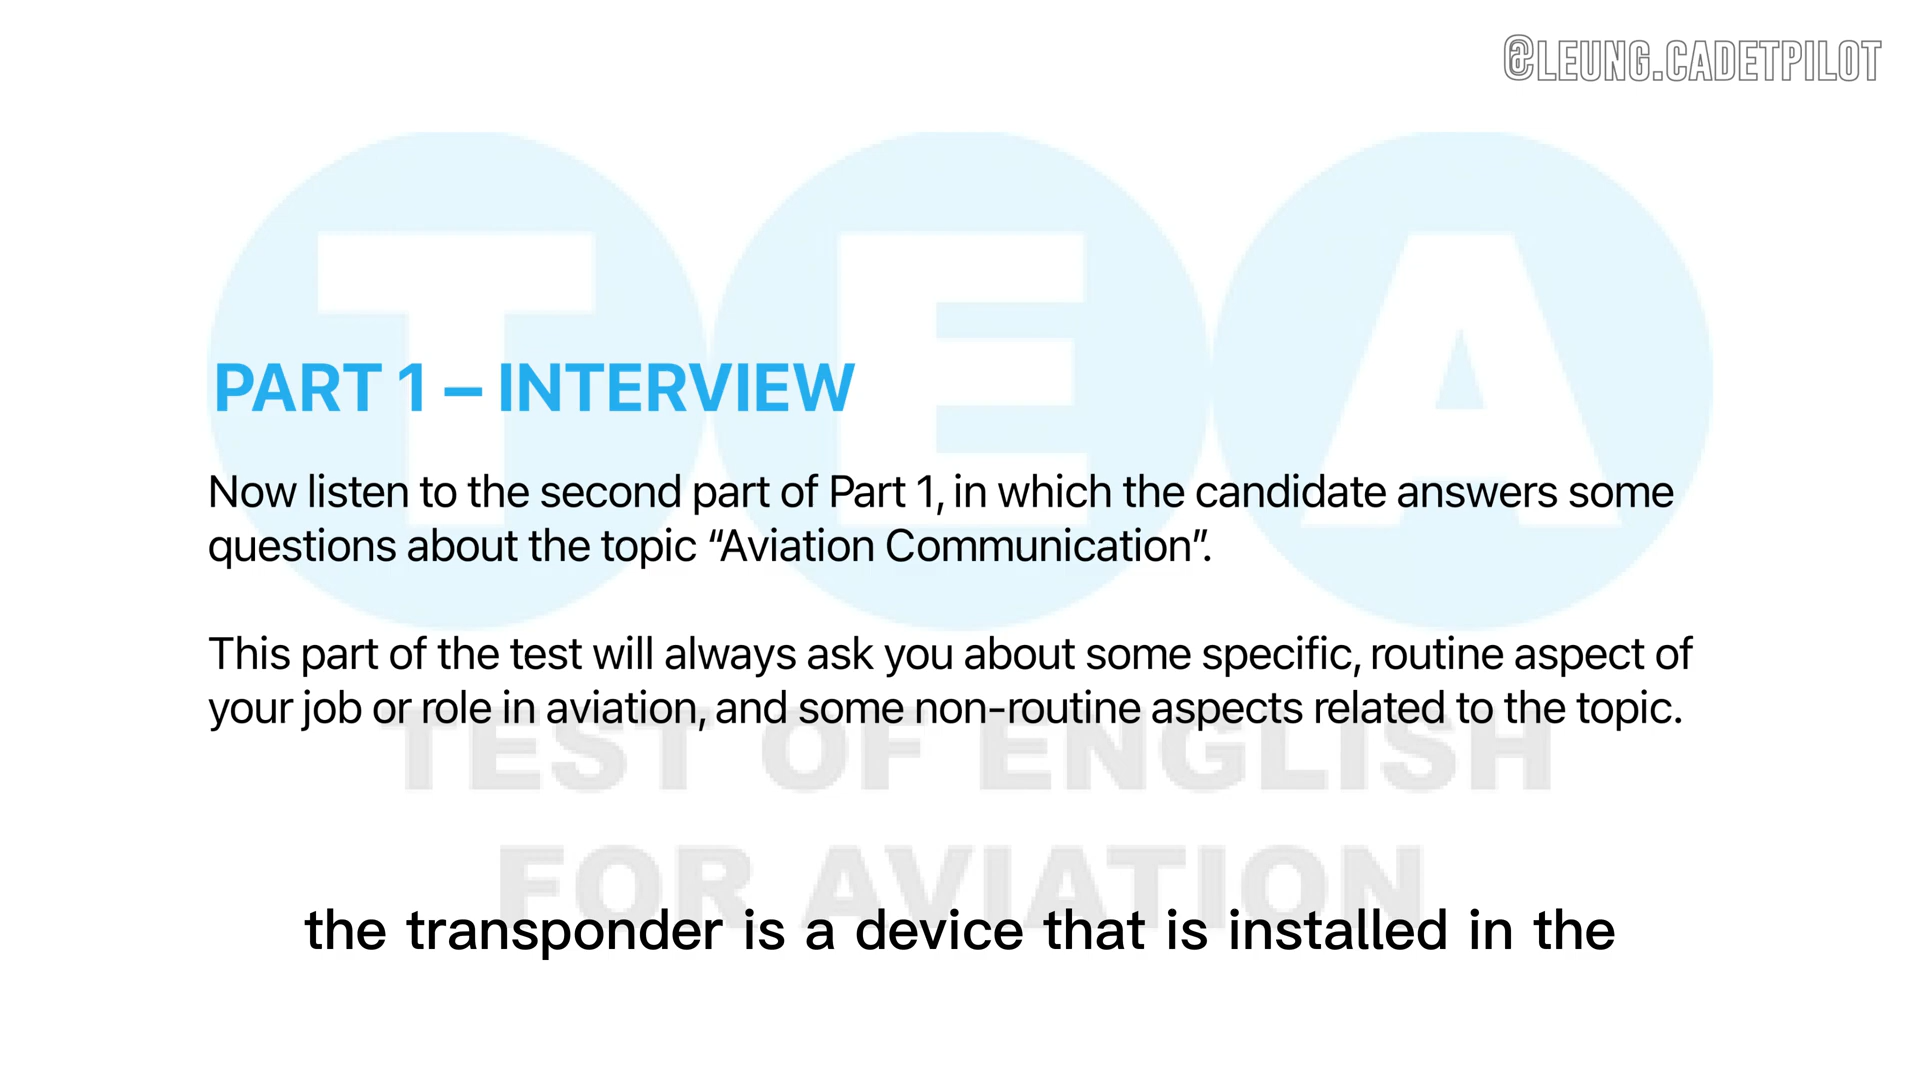 @LEUNG.CADETPILOT
TEA
PART 1 – INTERVIEW
Now listen to the second part of Part 1, in which the candidate answers some
questions about the topic “Aviation Communication”.
This part of the test will always ask you about some specific, routine aspect of
your job or role in aviation, and some non-routine aspects related to the topic.
TEST OF ENGLISH
FOR AVIATION
the transponder is a device that is installed in the